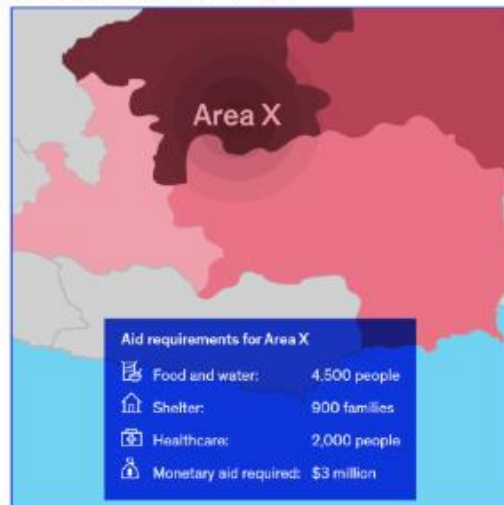 Area X
Aid requirements for Area X
Food and water: 4,500 people
Shelter: 900 families
Healthcare: 2,000 people
Monetary aid required: $3 million